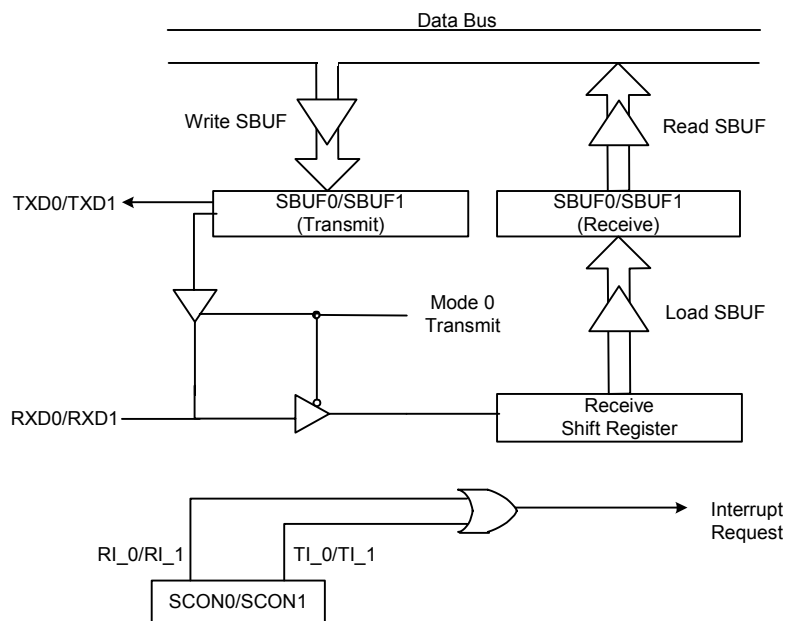 Data Bus
Write SBUF
Read SBUF
TXD0/TXD1
SBUF0/SBUF1
(Transmit)
SBUF0/SBUF1
(Receive)
Mode 0
Transmit
Load SBUF
RXD0/RXD1
Receive
Shift Register
Interrupt
Request
RI_0/RI_1
TI_0/TI_1
SCON0/SCON1